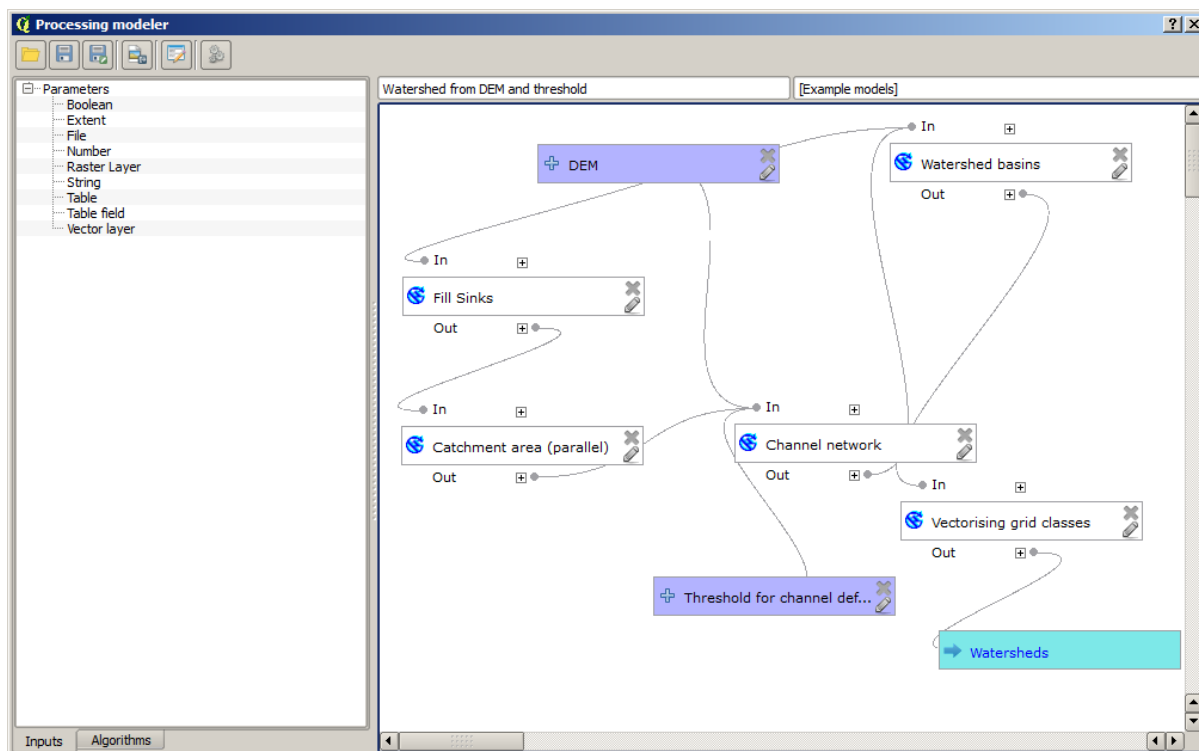 Processing modeler
Parameters
Boolean
Extent
File
Number
Raster Layer
String
Table
Table field
Vector layer
Inputs
Algorithms
Watershed from DEM and threshold
[Example models]
In
DEM
Watershed basins
Out
In
Fill Sinks
Out
In
Catchment area (parallel)
Out
In
Channel network
Out
In
Vectorising grid classes
Out
Threshold for channel def...
Watersheds